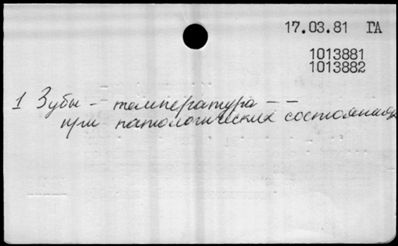 17.03.81 ГА
1013881
1013882
1 Зубы - температура - -
при патологических состояниях